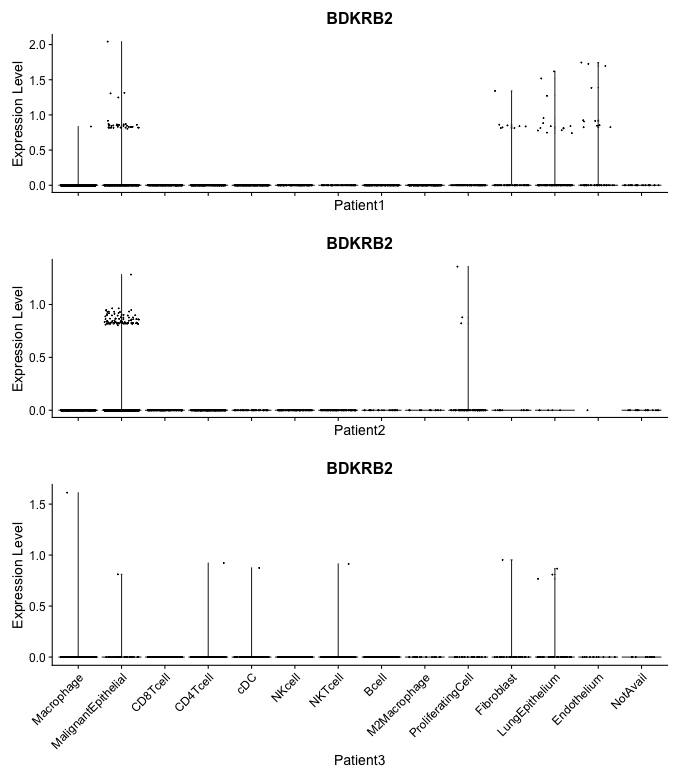 BDKRB2
Expression Level
2.0
1.5
1.0
0.5
0.0
Patient1
BDKRB2
Expression Level
1.0
0.5
0.0
Patient2
BDKRB2
Expression Level
1.5
1.0
0.5
0.0
Macrophage
MalignantEpithelial
CD8Tcell
CD4Tcell
cDC
NKcell
NKTcell
Bcell
M2Macrophage
ProliferatingCell
Fibroblast
LungEpithelium
Endothelium
NotAvail
Patient3